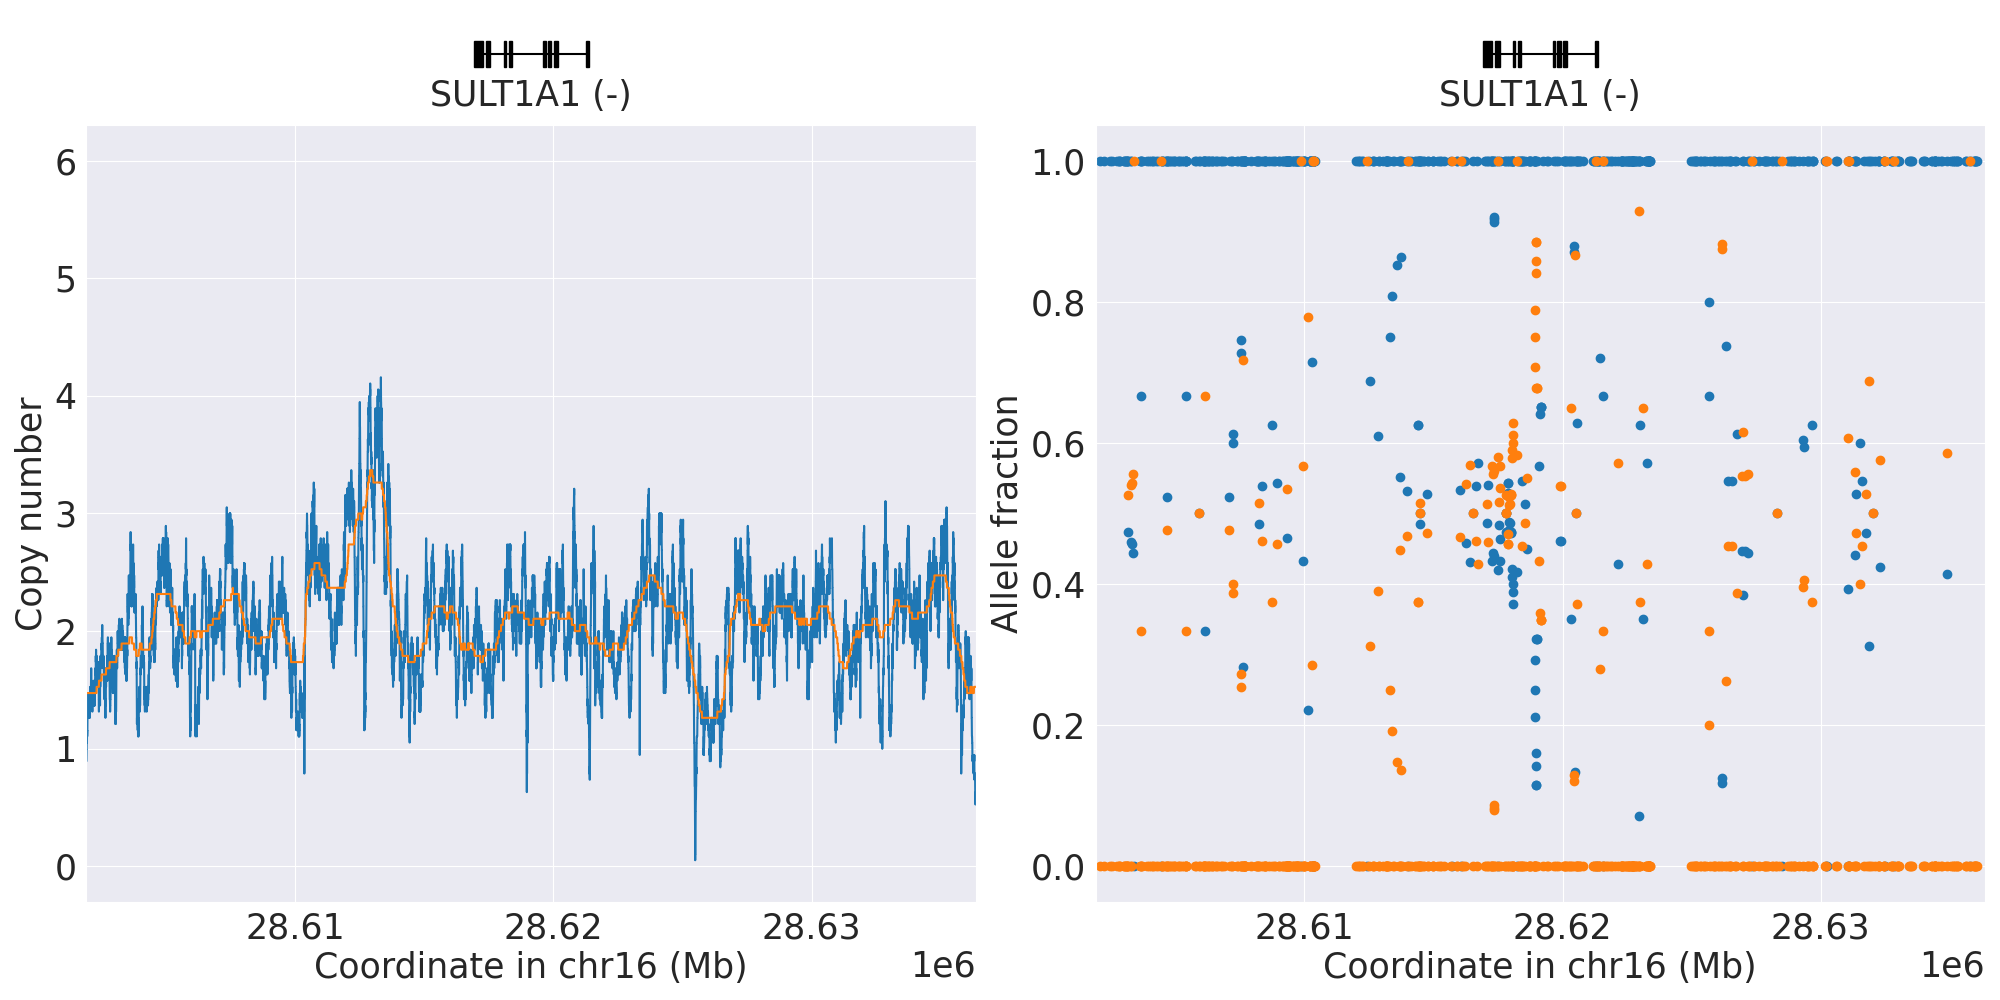 SULT1A1 (-)
6
5
4
3
2
1
0
Copy number
28.61
28.62
28.63
Coordinate in chr16 (Mb)
1e6
SULT1A1 (-)
1.0
0.8
0.6
0.4
0.2
0.0
Allele fraction
28.61
28.62
28.63
Coordinate in chr16 (Mb)
1e6